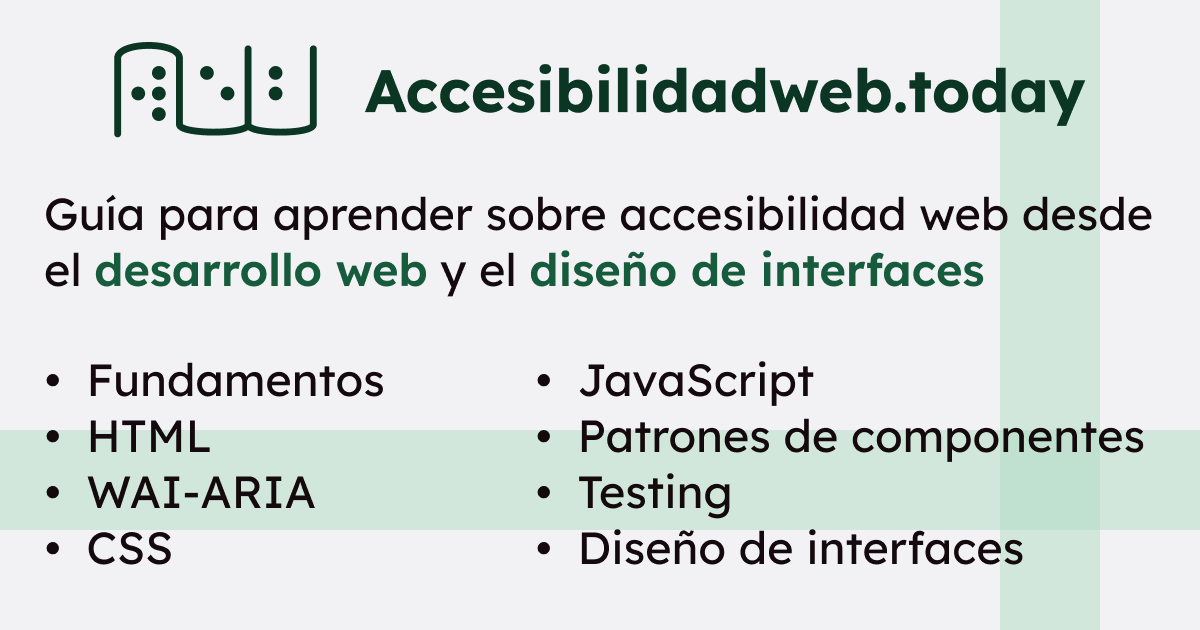 Accesibilidadweb.today
Guía para aprender sobre accesibilidad web desde
el desarrollo web y el diseño de interfaces
• Fundamentos
• HTML
• WAI-ARIA
• CSS
• JavaScript
• Patrones de componentes
• Testing
• Diseño de interfaces